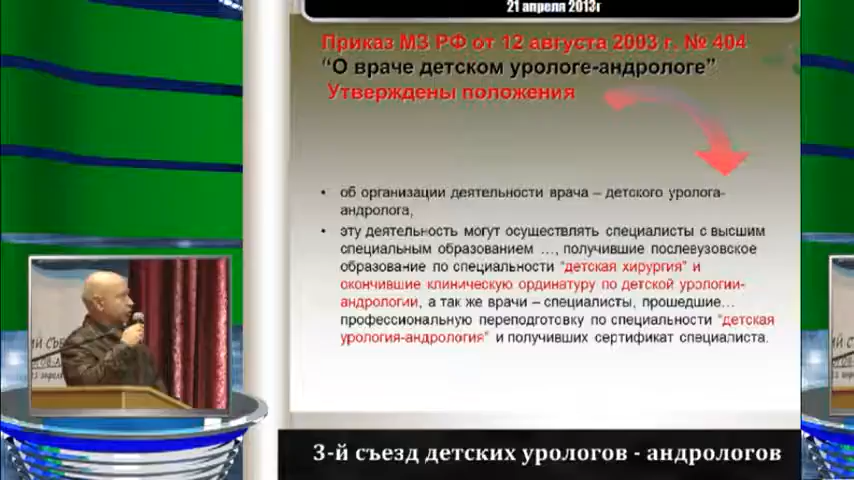 21 апреля 2013г
Приказ МЗ РФ от 12 августа 2003 г. № 404
“О враче детском урологе-андрологе”
Утверждены положения
• об организации деятельности врача – детского уролога-
андролога,
• эту деятельность могут осуществлять специалисты с высшим
специальным образованием …, получившие послевузовское
образование по специальности “детская хирургия” и
окончившие клиническую ординатуру по детской урологии-
андрологии, а так же врачи – специалисты, прошедшие…
профессиональную переподготовку по специальности “детская
урология-андрология” и получивших сертификат специалиста.
3-й съезд детских урологов - андрологов